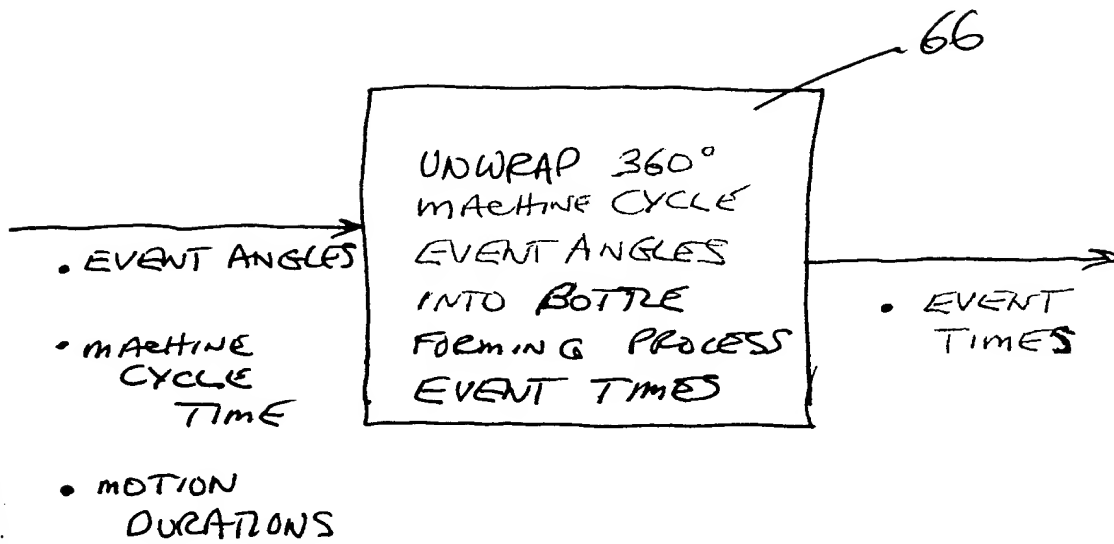 66
UNWRAP 360°
MACHINE CYCLE
EVENT ANGLES
INTO BOTTLE
FORMING PROCESS
EVENT TIMES
• EVENT ANGLES
• MACHINE
CYCLE
TIME
• MOTION
DURATIONS
• EVENT
TIMES